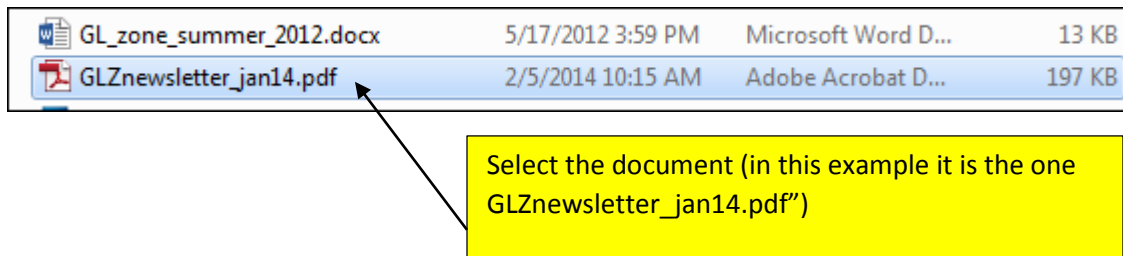 GL_zone_summer_2012.docx 5/17/2012 3:59 PM Microsoft Word D... 13 KB
GLZnewsletter_jan14.pdf 2/5/2014 10:15 AM Adobe Acrobat D... 197 KB
Select the document (in this example it is the one
GLZnewsletter_jan14.pdf”)